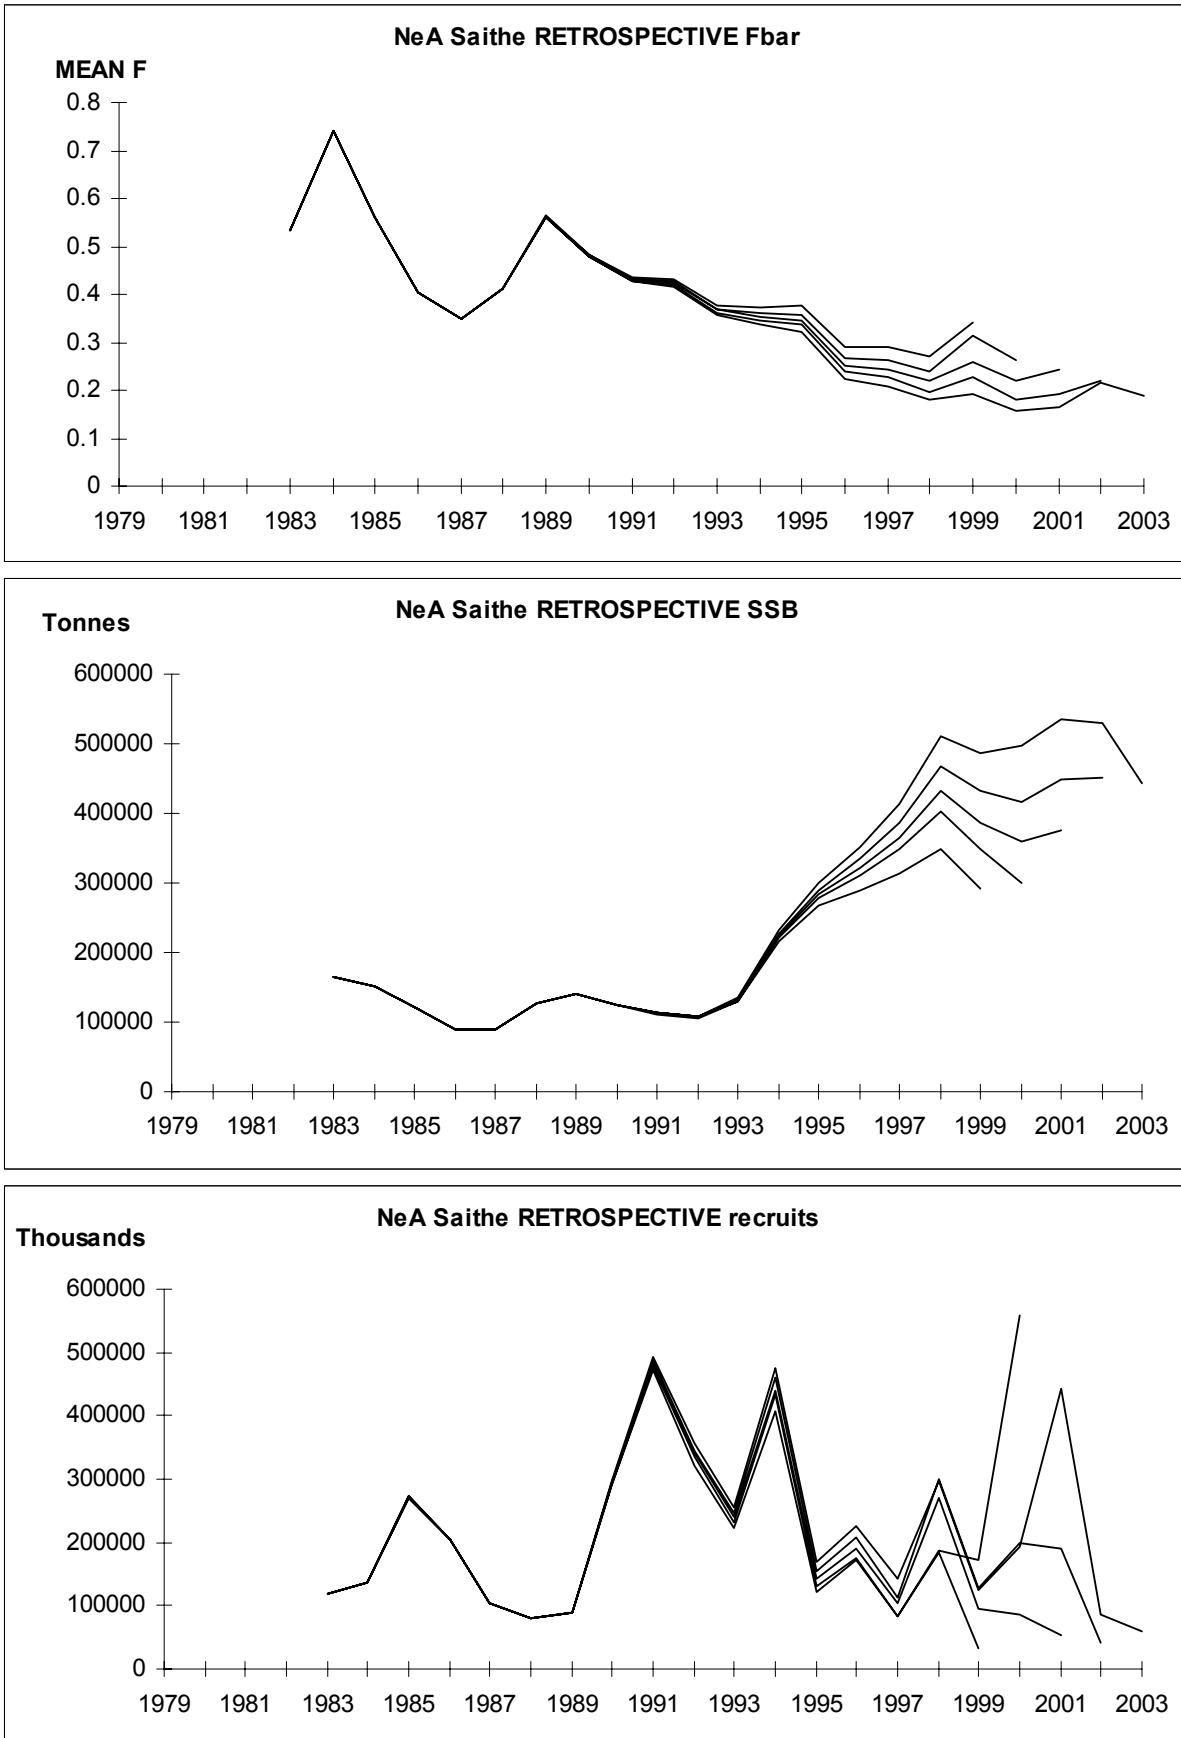 NeA Saithe RETROSPECTIVE Fbar
MEAN F
0.8
0.7
0.6
0.5
0.4
0.3
0.2
0.1
0
1979 1981 1983 1985 1987 1989 1991 1993 1995 1997 1999 2001 2003
NeA Saithe RETROSPECTIVE SSB
Tonnes
600000
500000
400000
300000
200000
100000
0
1979 1981 1983 1985 1987 1989 1991 1993 1995 1997 1999 2001 2003
NeA Saithe RETROSPECTIVE recruits
Thousands
600000
500000
400000
300000
200000
100000
0
1979 1981 1983 1985 1987 1989 1991 1993 1995 1997 1999 2001 2003